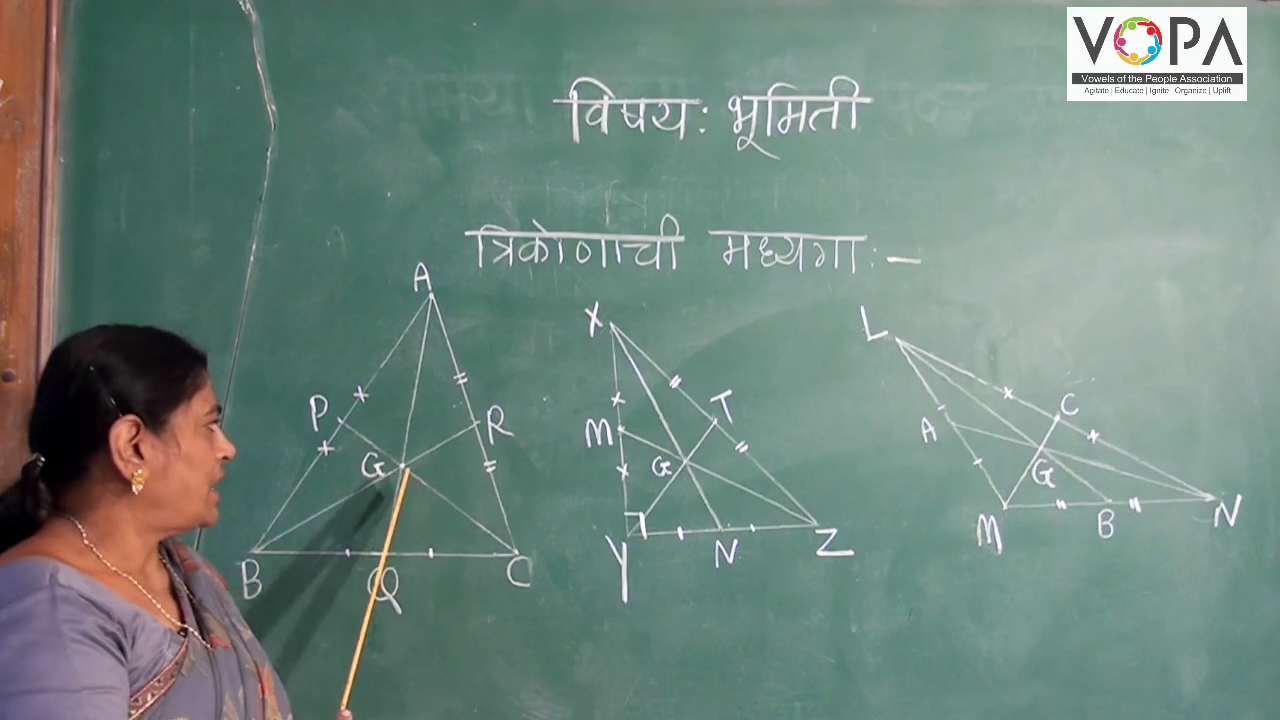 VOPA
Vowels of the People Association
Agitate | Educate | Ignite Organize | Uplift
विषय: भूमिती
त्रिकोणाची मध्यगा:-
A
P
R
G
B
Q
C
X
M
T
G
Y
N
Z
L
C
A
G
M
B
N